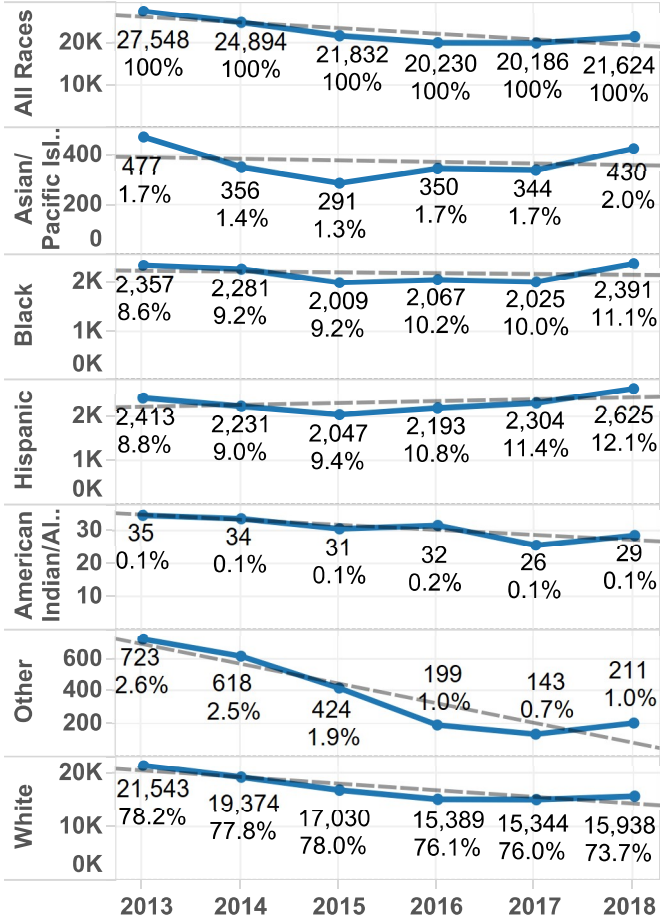 All Races
20K
10K
27,548 24,894 21,832 20,230 20,186 21,624
100% 100% 100% 100% 100% 100%
Asian/
Pacific Isl..
400
200
0
477 356 291 350 344 430
1.7% 1.4% 1.3% 1.7% 1.7% 2.0%
Black
2K
1K
0K
2,357 2,281 2,009 2,067 2,025 2,391
8.6% 9.2% 9.2% 10.2% 10.0% 11.1%
Hispanic
2K
1K
0K
2,413 2,231 2,047 2,193 2,304 2,625
8.8% 9.0% 9.4% 10.8% 11.4% 12.1%
American
Indian/Al..
30
20
10
35 34 31 32 26 29
0.1% 0.1% 0.1% 0.2% 0.1% 0.1%
Other
600
400
200
723 618 424 199 143 211
2.6% 2.5% 1.9% 1.0% 0.7% 1.0%
White
20K
10K
0K
21,543 19,374 17,030 15,389 15,344 15,938
78.2% 77.8% 78.0% 76.1% 76.0% 73.7%
2013 2014 2015 2016 2017 2018